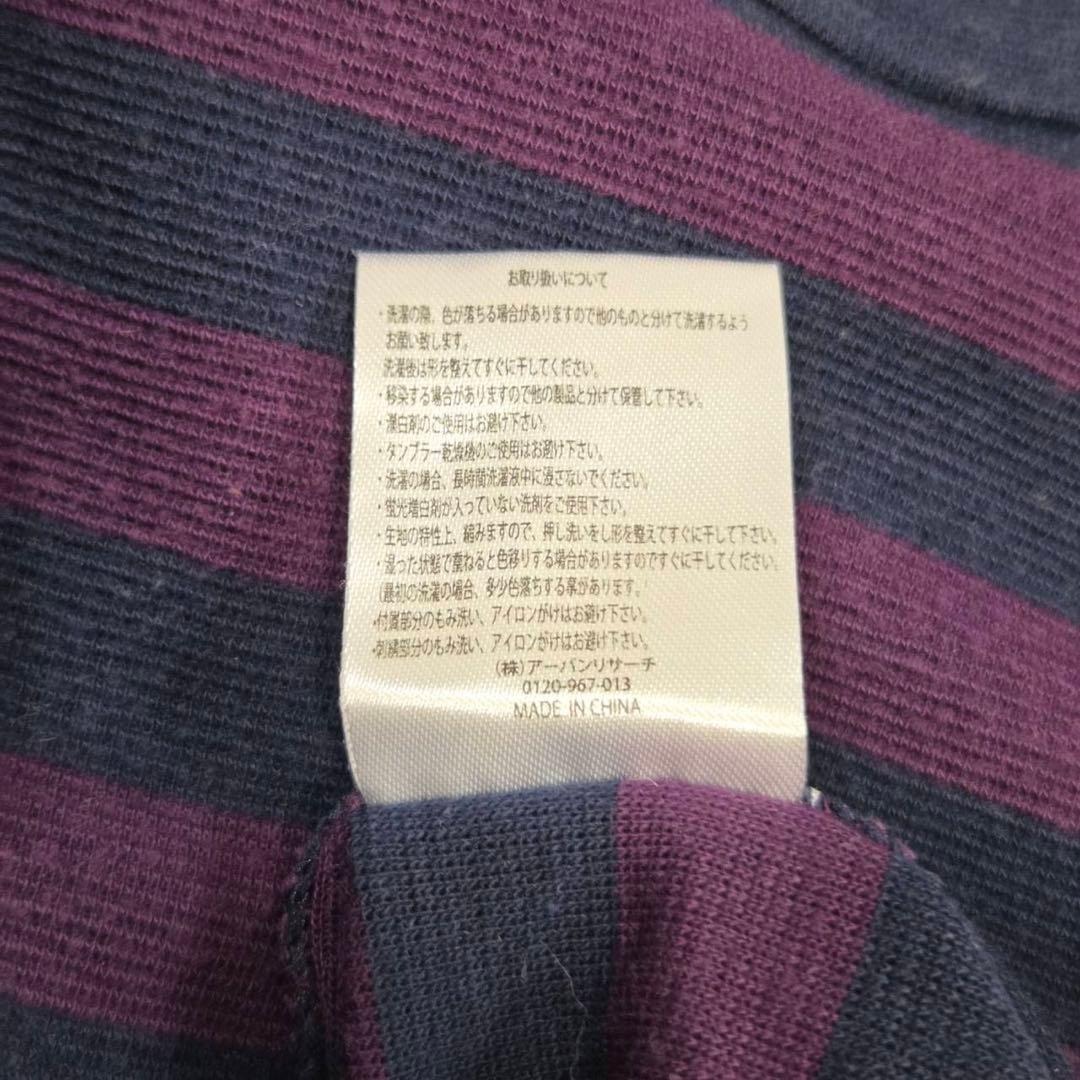 お取り扱いについて
・洗濯の際、色が落ちる場合がありますので他のものと分けて洗濯するよう
お願い致します。
洗濯後は形を整えてすぐに干してください。
・移染する場合がありますので他の製品と分けて保管して下さい。
・漂白剤のご使用はお避け下さい。
・タンブラー乾燥機のご使用はお避け下さい。
・洗濯の場合、長時間洗濯液中に浸さないでください。
・蛍光増白剤が入っていない洗剤をご使用下さい。
・生地の特性上、縮みますので、押し洗いをし形を整えてすぐに干して下さい。
・湿った状態で重ねると色移りする場合がありますのですぐに干してください。
(最初の洗濯の場合、多少色落ちする事があります。
・付属部分のもみ洗い、アイロンがけはお避け下さい。
・刺繍部分のもみ洗い、アイロンがけはお避け下さい。
(株)アーバンリサーチ
0120-967-013
MADE IN CHINA